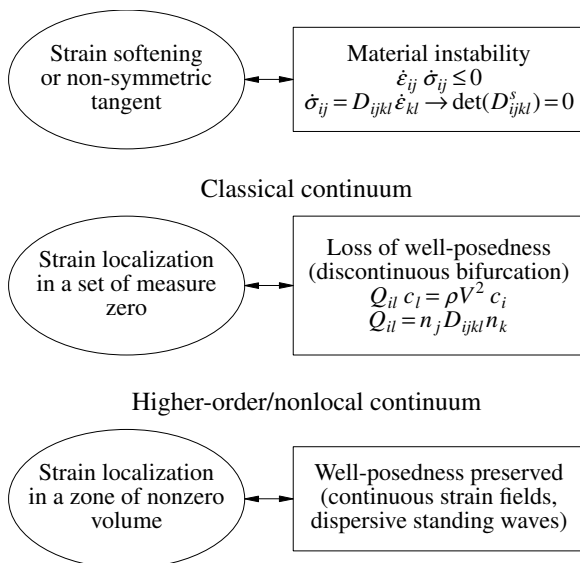 Strain softening
or non-symmetric
tangent
Material instability
ε̇ᵢⱼ σ̇ᵢⱼ ≤ 0
σ̇ᵢⱼ = Dᵢⱼₖₗ ε̇ₖₗ → det(Dˢᵢⱼₖₗ) = 0
Classical continuum
Strain localization
in a set of measure
zero
Loss of well-posedness
(discontinuous bifurcation)
Qᵢₗ cₗ = ρV² cᵢ
Qᵢₗ = nⱼ Dᵢⱼₖₗ nₖ
Higher-order/nonlocal continuum
Strain localization
in a zone of nonzero
volume
Well-posedness preserved
(continuous strain fields,
dispersive standing waves)